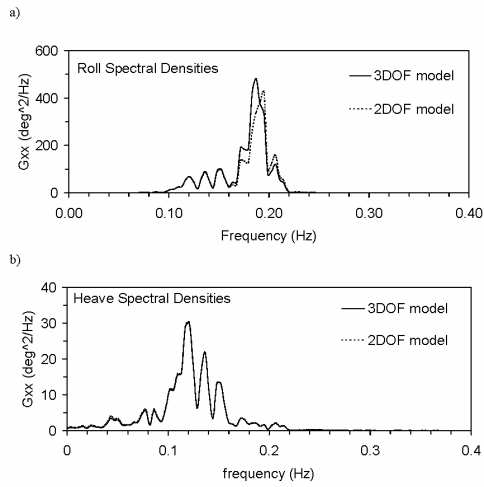 a)
Roll Spectral Densities
3DOF model
2DOF model
Gxx (deg^2/Hz)
600
400
200
0
0.00 0.10 0.20 0.30 0.40
Frequency (Hz)
b)
Heave Spectral Densities
3DOF model
2DOF model
Gxx (deg^2/Hz)
40
30
20
10
0
0 0.1 0.2 0.3 0.4
frequency (Hz)